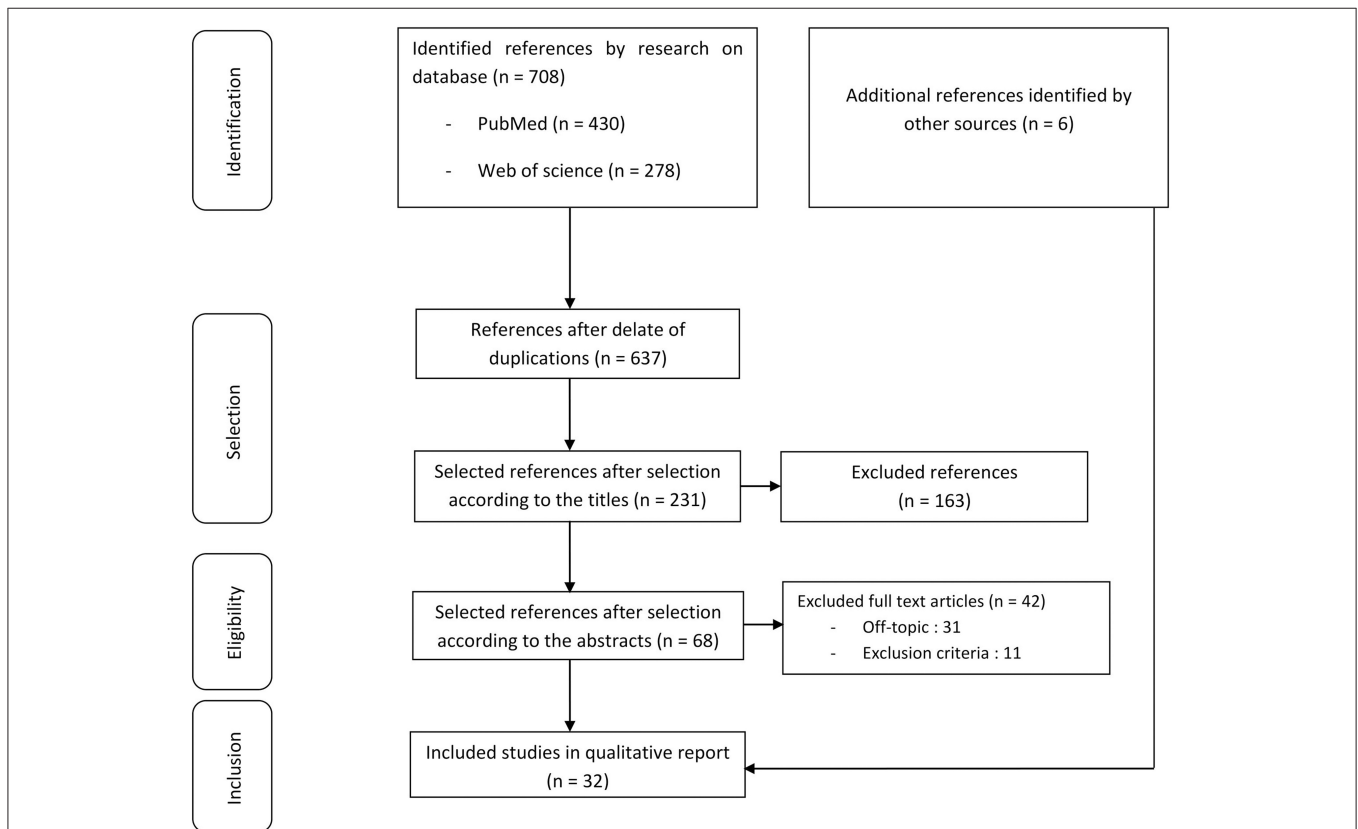 Identification
Identified references by research on
database (n = 708)
- PubMed (n = 430)
- Web of science (n = 278)
Additional references identified by
other sources (n = 6)
Selection
References after delate of
duplications (n = 637)
Selected references after selection
according to the titles (n = 231)
Excluded references
(n = 163)
Eligibility
Selected references after selection
according to the abstracts (n = 68)
Excluded full text articles (n = 42)
- Off-topic : 31
- Exclusion criteria : 11
Inclusion
Included studies in qualitative report
(n = 32)